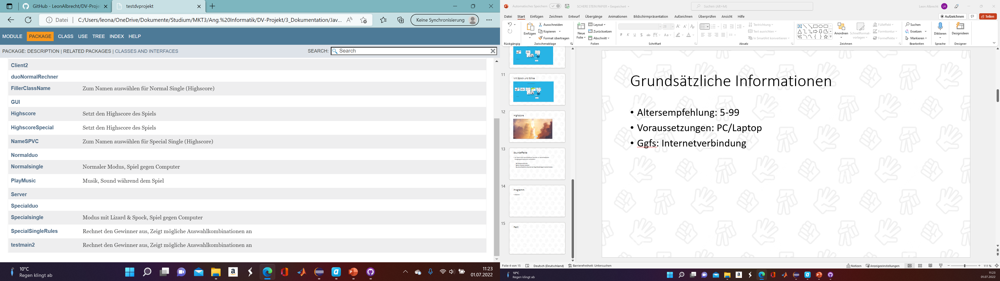 GitHub - LeonAlbrecht/DV-Proje
testdvprojekt
Datei
C:/Users/leona/OneDrive/Dokumente/Studium/MKT3/Ang.%20Informatik/DV-Projekt/3_Dokumentation/Jav...
Keine Synchronisierung
MODULE PACKAGE CLASS USE TREE INDEX HELP
PACKAGE: DESCRIPTION | RELATED PACKAGES | CLASSES AND INTERFACES
SEARCH: Search
Client2
duoNormalRechner
FillerClassName Zum Namen auswählen für Normal Single (Highscore)
GUI
Highscore Setzt den Highscore des Spiels
HighscoreSpecial Setzt den Highscore des Spiels
NameSPVC Zum Namen auswählen für Special Single (Highscore)
Normalduo
Normalsingle Normaler Modus, Spiel gegen Computer
PlayMusic Musik, Sound während dem Spiel
Server
Specialduo
Specialsingle Modus mit Lizard & Spock, Spiel gegen Computer
SpecialSingleRules Rechnet den Gewinner aus, Zeigt mögliche Auswahlkombinationen an
testmain2 Rechnet den Gewinner aus, Zeigt mögliche Auswahlkombinationen an
10°C
Regen klingt ab
11:23
01.07.2022
Automatisches Speichern
SCHERE STEIN PAPIER • Gespeichert
Suchen (Alt+M)
Leon Albrecht
LA
Datei Start Einfügen Zeichnen Entwurf Übergänge Animationen Bildschirmpräsentation Aufzeichnen Überprüfen Ansicht Hilfe
Aufzeichnen
Teilen
Rückgängig
Einfügen
Ausschneiden
Kopieren
Format übertragen
Zwischenablage
Neue Folie
Layout
Zurücksetzen
Abschnitt
Folien
28
F K U S ab AV Aa
Schriftart
Textrichtung
Text ausrichten
In SmartArt konvertieren
Absatz
Anordnen
Schnellformat-vorlagen
Fülleffekt
Formkontur
Formeffekte
Zeichnen
Suchen
Ersetzen
Markieren
Bearbeiten
Diktieren
Sprache
Designideen
Designer
11
Mit Spock und Echse
12
Highscore
13
Soundeffekte
14
Programm
• Klassen
15
Fazit
Grundsätzliche Informationen
• Altersempfehlung: 5-99
• Voraussetzungen: PC/Laptop
• Ggfs: Internetverbindung
Folie 4 von 15
Deutsch (Deutschland)
Barrierefreiheit: Untersuchen
Notizen
Anzeigeeinstellungen
111 %
10°C
Regen klingt ab
11:23
01.07.2022